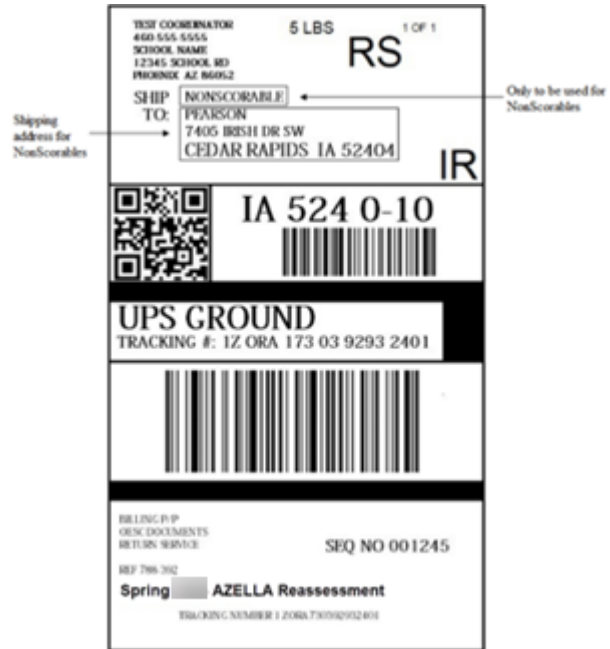 TEST COORDINATOR
460-555-5555
SCHOOL NAME
12345 SCHOOL RD
PHOENIX AZ 86052
5 LBS
1 OF 1
RS
SHIP TO:
NONSCORABLE
PEARSON
7405 IRISH DR SW
CEDAR RAPIDS IA 52404
Only to be used for
NonScorables
Shipping
address for
NonScorables
IR
IA 524 0-10
UPS GROUND
TRACKING #: 1Z ORA 173 03 9293 2401
BILLING P/P
OESC DOCUMENTS
RETURN SERVICE
SEQ NO 001245
REF 788-392
Spring AZELLA Reassessment
TRACKING NUMBER